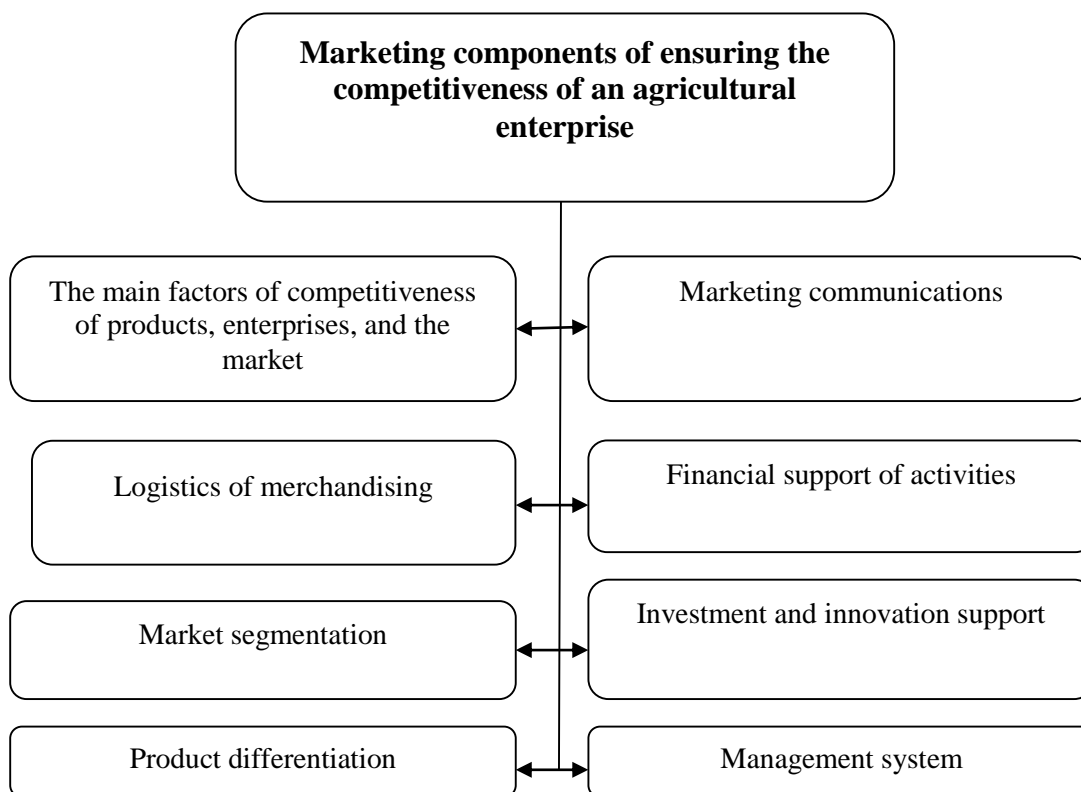 Marketing components of ensuring the
competitiveness of an agricultural
enterprise
The main factors of competitiveness
of products, enterprises, and the
market
Marketing communications
Logistics of merchandising
Financial support of activities
Market segmentation
Investment and innovation support
Product differentiation
Management system